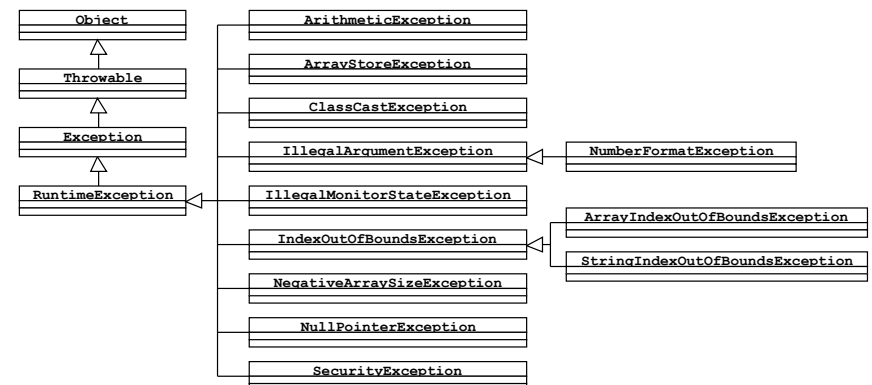 Object
Throwable
Exception
RuntimeException
ArithmeticException
ArrayStoreException
ClassCastException
IllegalArgumentException
IllegalMonitorStateException
IndexOutOfBoundsException
NegativeArraySizeException
NullPointerException
SecurityException
NumberFormatException
ArrayIndexOutOfBoundsException
StringIndexOutOfBoundsException